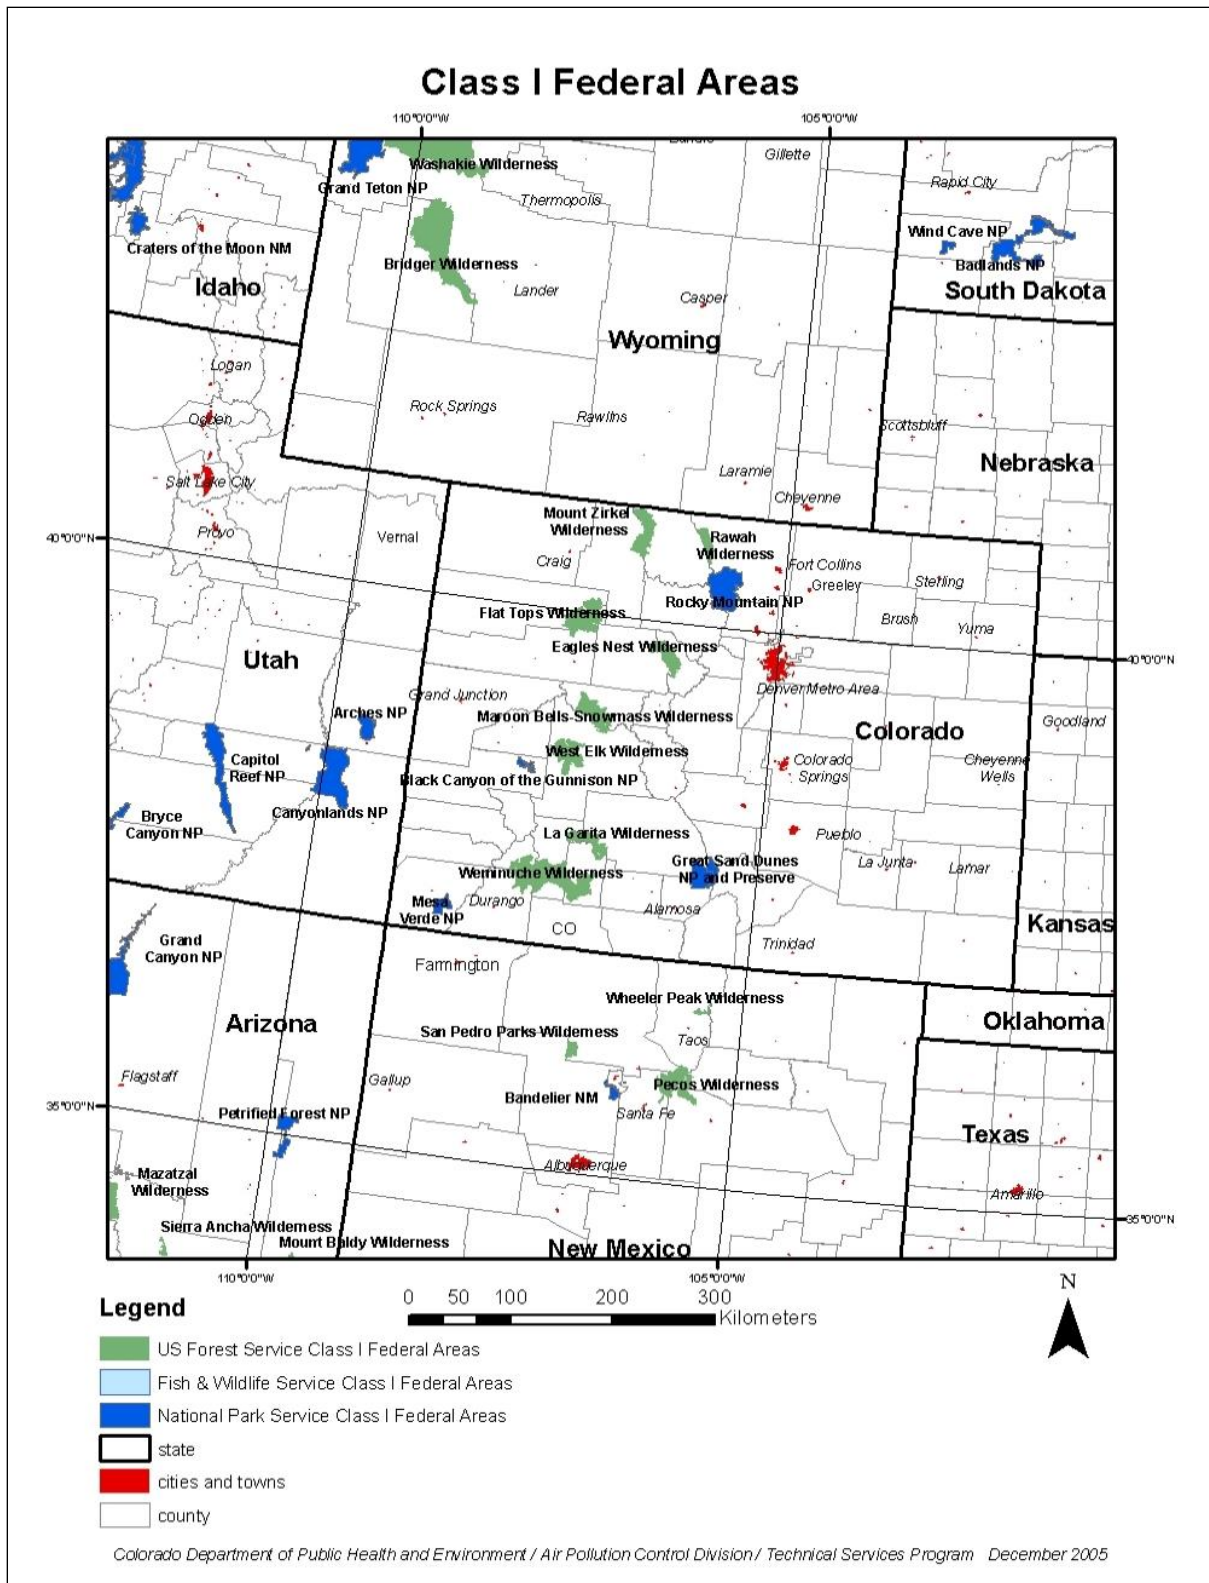 Class I Federal Areas
110°0'0"W
105°0'0"W
Gillette
Washakie Wilderness
Rapid City
Grand Teton NP
Thermopolis
Wind Cave NP
Craters of the Moon NM
Bridger Wilderness
Badlands NP
Idaho
Lander
Casper
South Dakota
Wyoming
Logan
Rock Springs
Rawlins
Ogden
Scottsbluff
Nebraska
Laramie
Salt Lake City
Cheyenne
Mount Zirkel
Wilderness
Provo
Vernal
40°0'0"N
Rawah
Wilderness
Craig
Fort Collins
Greeley
Sterling
Rocky Mountain NP
Flat Tops Wilderness
Brush
Yuma
Eagles Nest Wilderness
Utah
40°0'0"N
Denver Metro Area
Grand Junction
Arches NP
Maroon Bells-Snowmass Wilderness
Goodland
Colorado
West Elk Wilderness
Capitol
Reef NP
Colorado
Springs
Cheyenne
Wells
Black Canyon of the Gunnison NP
Canyonlands NP
Bryce
Canyon NP
La Garita Wilderness
Pueblo
Great Sand Dunes
NP and Preserve
La Junta
Lamar
Weminuche Wilderness
Mesa
Verde NP
Durango
Alamosa
Kansas
CO
Grand
Canyon NP
Trinidad
Farmington
Wheeler Peak Wilderness
Arizona
San Pedro Parks Wilderness
Oklahoma
Taos
Flagstaff
Gallup
Pecos Wilderness
Bandelier NM
35°0'0"N
Petrified Forest NP
Santa Fe
Texas
Albuquerque
Mazatzal
Wilderness
Amarillo
35°0'0"N
Sierra Ancha Wilderness
Mount Baldy Wilderness
New Mexico
110°0'0"W
105°0'0"W
N
Legend
0 50 100 200 300
Kilometers
US Forest Service Class I Federal Areas
Fish & Wildlife Service Class I Federal Areas
National Park Service Class I Federal Areas
state
cities and towns
county
Colorado Department of Public Health and Environment / Air Pollution Control Division / Technical Services Program December 2005